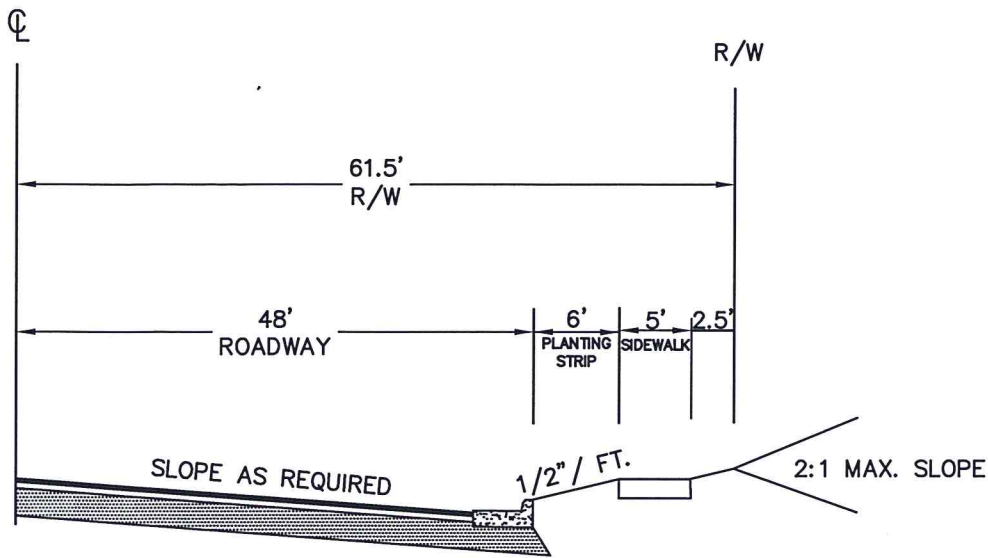 ℄
R/W
61.5'
R/W
48'
ROADWAY
6'
PLANTING
STRIP
5'
SIDEWALK
2.5'
SLOPE AS REQUIRED
1/2" / FT.
2:1 MAX. SLOPE